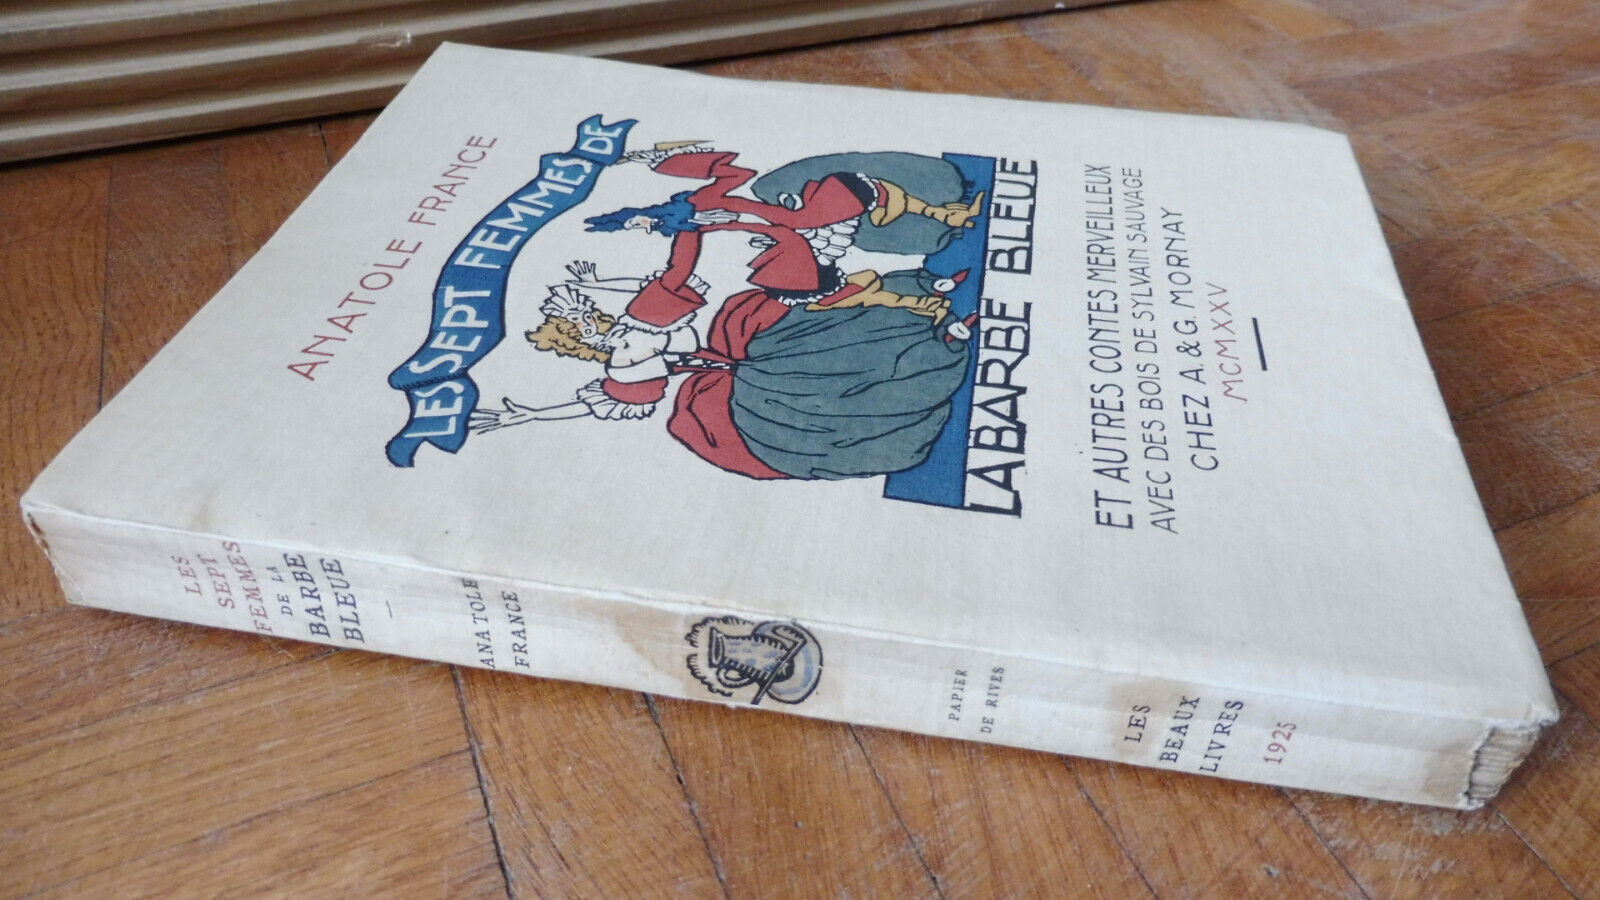 ANATOLE FRANCE
LES SEPT FEMMES DE
LA BARBE BLEUE
ET AUTRES CONTES MERVEILLEUX
AVEC DES BOIS DE SYLVAIN SAUVAGE
CHEZ A. & G. MORNAY
MCMXXV
LES
SEPT
FEMMES
DE LA
BARBE
BLEUE
ANATOLE
FRANCE
PAPIER
DE RIVES
LES
BEAUX
LIVRES
1925